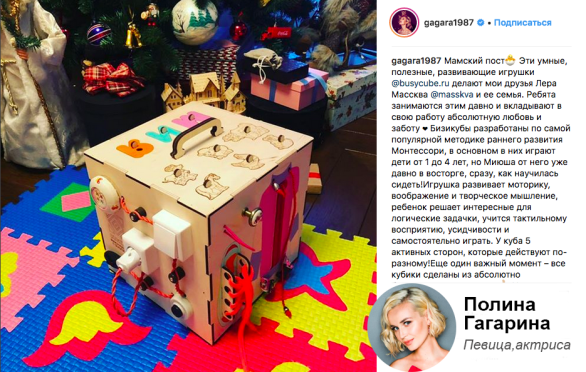 gagara1987 • Подписаться
gagara1987 Мамский пост🐣 Эти умные,
полезные, развивающие игрушки
@busycube.ru делают мои друзья Лера
Массква @masskva и ее семья. Ребята
занимаются этим давно и вкладывают в
свою работу абсолютную любовь и
заботу ❤ Бизикубы разработаны по самой
популярной методике раннего развития
Монтессори, в основном в них играют
дети от 1 до 4 лет, но Миюша от него уже
давно в восторге, сразу, как научилась
сидеть!Игрушка развивает моторику,
воображение и творческое мышление,
ребенок решает интересные для
логические задачки, учится тактильному
восприятию, усидчивости и
самостоятельно играть. У куба 5
активных сторон, которые действуют по-
разному!Еще один важный момент – все
кубики сделаны из абсолютно
Полина
Гагарина
Певица,актриса